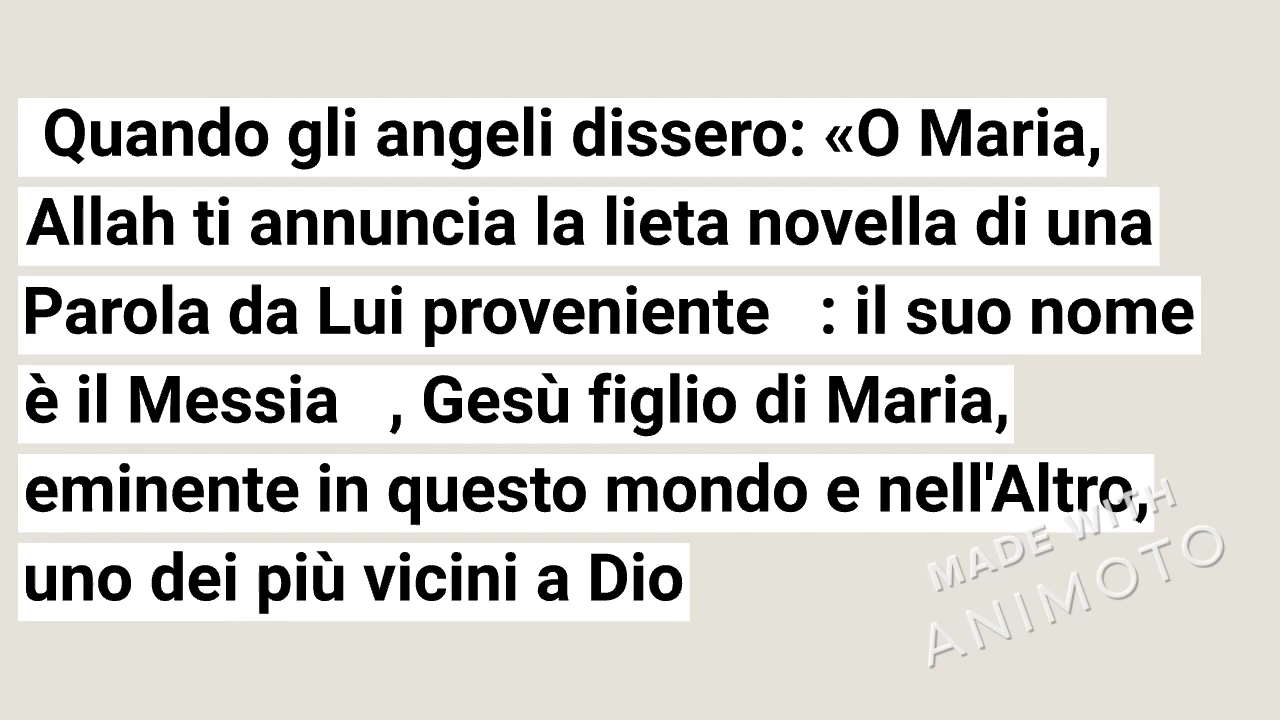 Quando gli angeli dissero: «O Maria,
Allah ti annuncia la lieta novella di una
Parola da Lui proveniente : il suo nome
è il Messia , Gesù figlio di Maria,
eminente in questo mondo e nell'Altro,
uno dei più vicini a Dio
MADE WITH
ANIMOTO